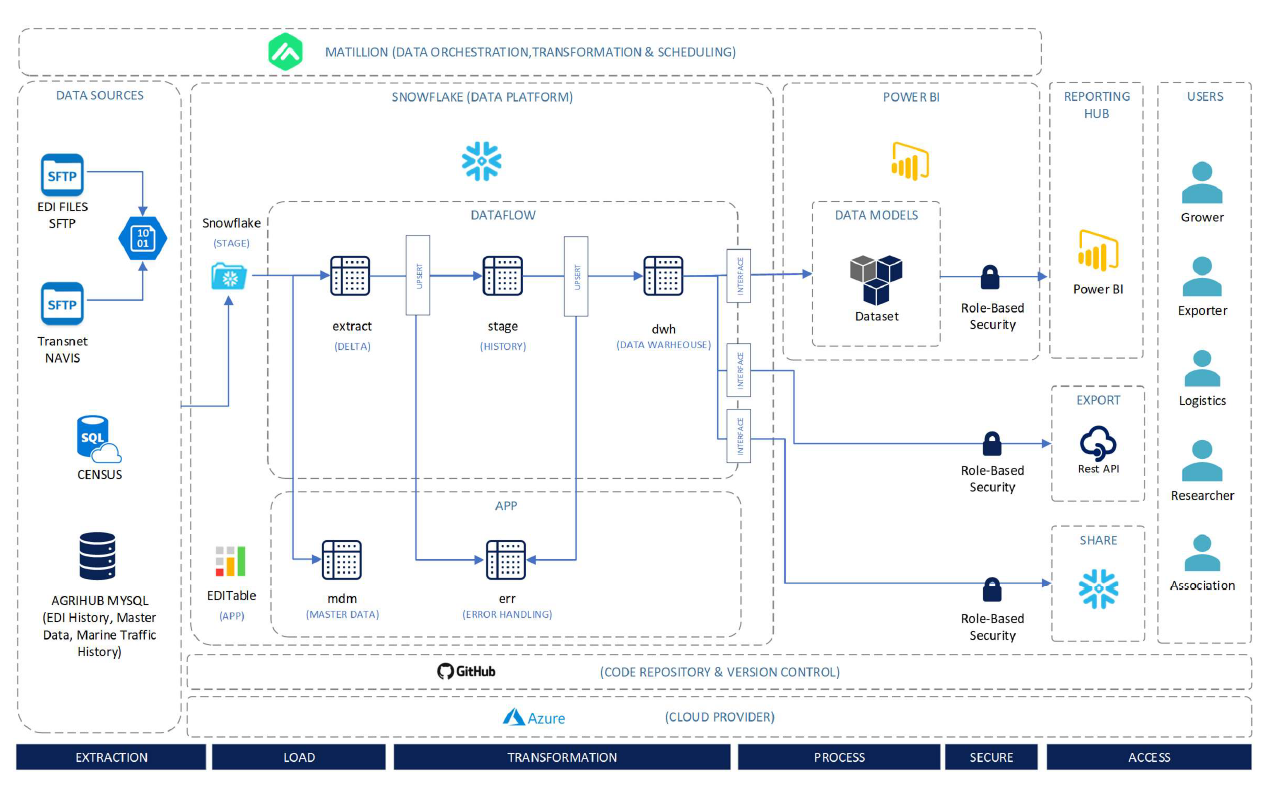 MATILLION (DATA ORCHESTRATION,TRANSFORMATION & SCHEDULING)
DATA SOURCES
SFTP
EDI FILES
SFTP
10
01
SFTP
Transnet
NAVIS
SQL
CENSUS
AGRIHUB MYSQL
(EDI History, Master
Data, Marine Traffic
History)
SNOWFLAKE (DATA PLATFORM)
Snowflake
(STAGE)
DATAFLOW
extract
(DELTA)
UPSERT
stage
(HISTORY)
UPSERT
dwh
(DATA WARHEOUSE)
INTERFACE
INTERFACE
INTERFACE
APP
EDITable
(APP)
mdm
(MASTER DATA)
err
(ERROR HANDLING)
POWER BI
DATA MODELS
Dataset
Role-Based
Security
Role-Based
Security
Role-Based
Security
REPORTING
HUB
Power BI
EXPORT
Rest API
SHARE
USERS
Grower
Exporter
Logistics
Researcher
Association
GitHub
(CODE REPOSITORY & VERSION CONTROL)
Azure
(CLOUD PROVIDER)
EXTRACTION
LOAD
TRANSFORMATION
PROCESS
SECURE
ACCESS